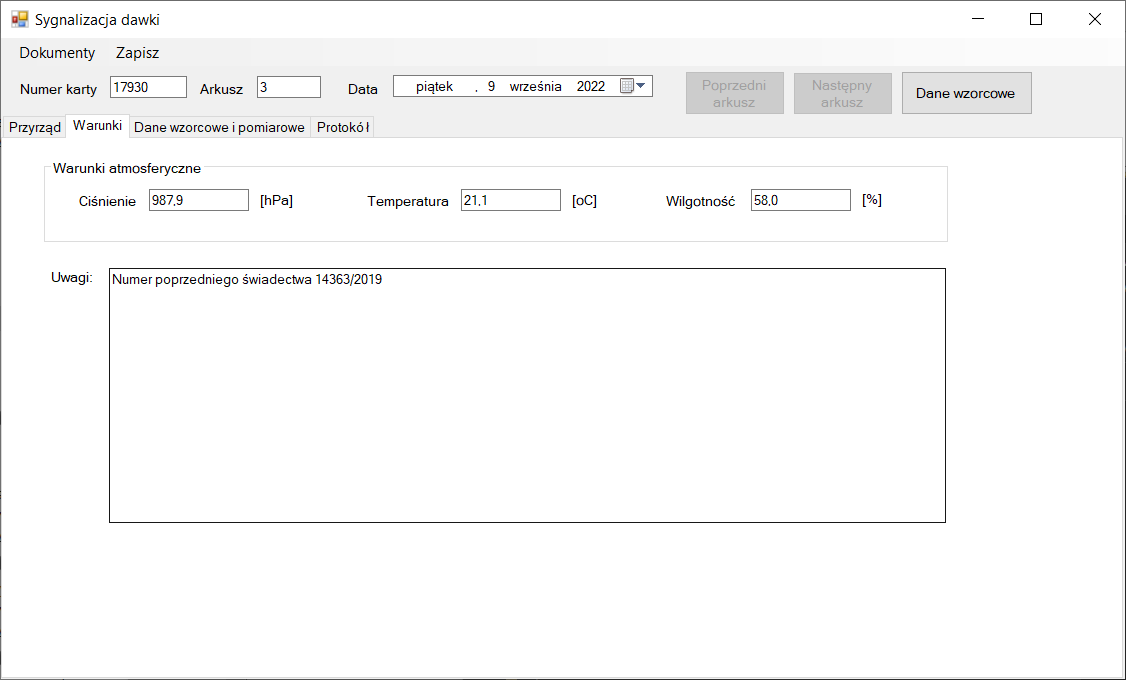 Sygnalizacja dawki
Dokumenty Zapisz
Numer karty 17930 Arkusz 3 Data piątek , 9 września 2022 Poprzedni arkusz Następny arkusz Dane wzorcowe
Przyrząd Warunki Dane wzorcowe i pomiarowe Protokół
Warunki atmosferyczne
Ciśnienie 987,9 [hPa] Temperatura 21,1 [oC] Wilgotność 58,0 [%]
Uwagi: Numer poprzedniego świadectwa 14363/2019